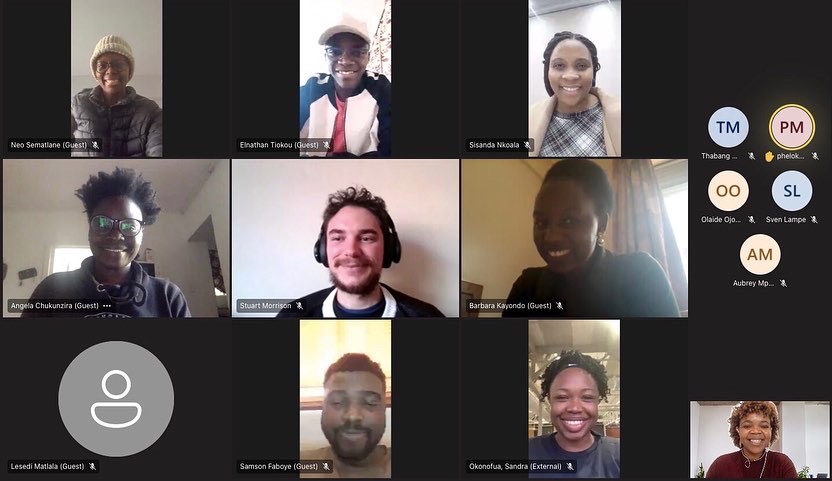 Neo Sematlane (Guest)
Elnathan Tiokou (Guest)
Sisanda Nkoala
TM
PM
Thabang ...
phelok...
OO
SL
Olaide Ojo...
Sven Lampe
Angela Chukunzira (Guest)
Stuart Morrison
Barbara Kayondo (Guest)
AM
Aubrey Mp...
Lesedi Matlala (Guest)
Samson Faboye (Guest)
Okonofua, Sandra (External)